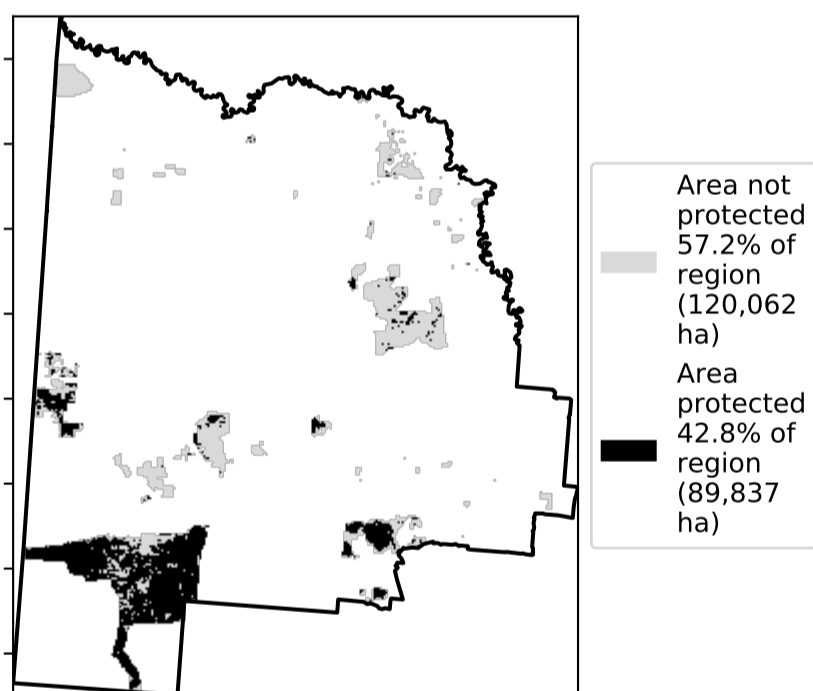 Area not
protected
57.2% of
region
(120,062
ha)
Area
protected
42.8% of
region
(89,837
ha)